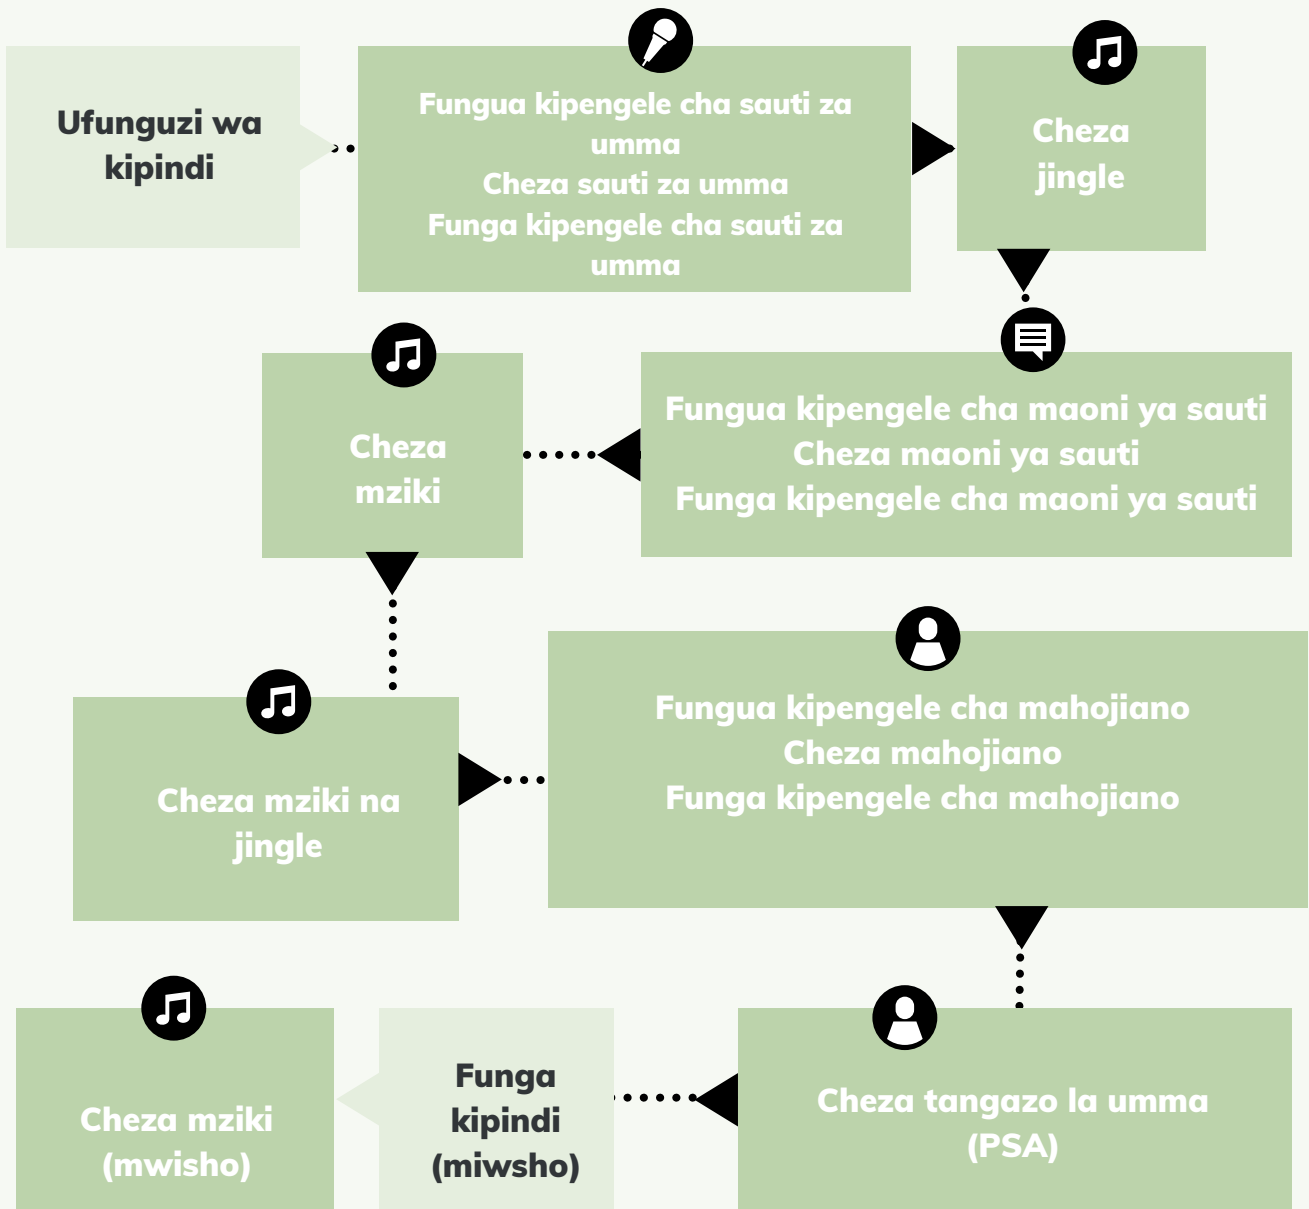 Ufunguzi wa
kipindi
Fungua kipengele cha sauti za
umma
Cheza sauti za umma
Funga kipengele cha sauti za
umma
Cheza
jingle
Fungua kipengele cha maoni ya sauti
Cheza maoni ya sauti
Funga kipengele cha maoni ya sauti
Cheza
mziki
Cheza mziki na
jingle
Fungua kipengele cha mahojiano
Cheza mahojiano
Funga kipengele cha mahojiano
Cheza tangazo la umma
(PSA)
Funga
kipindi
(miwsho)
Cheza mziki
(mwisho)